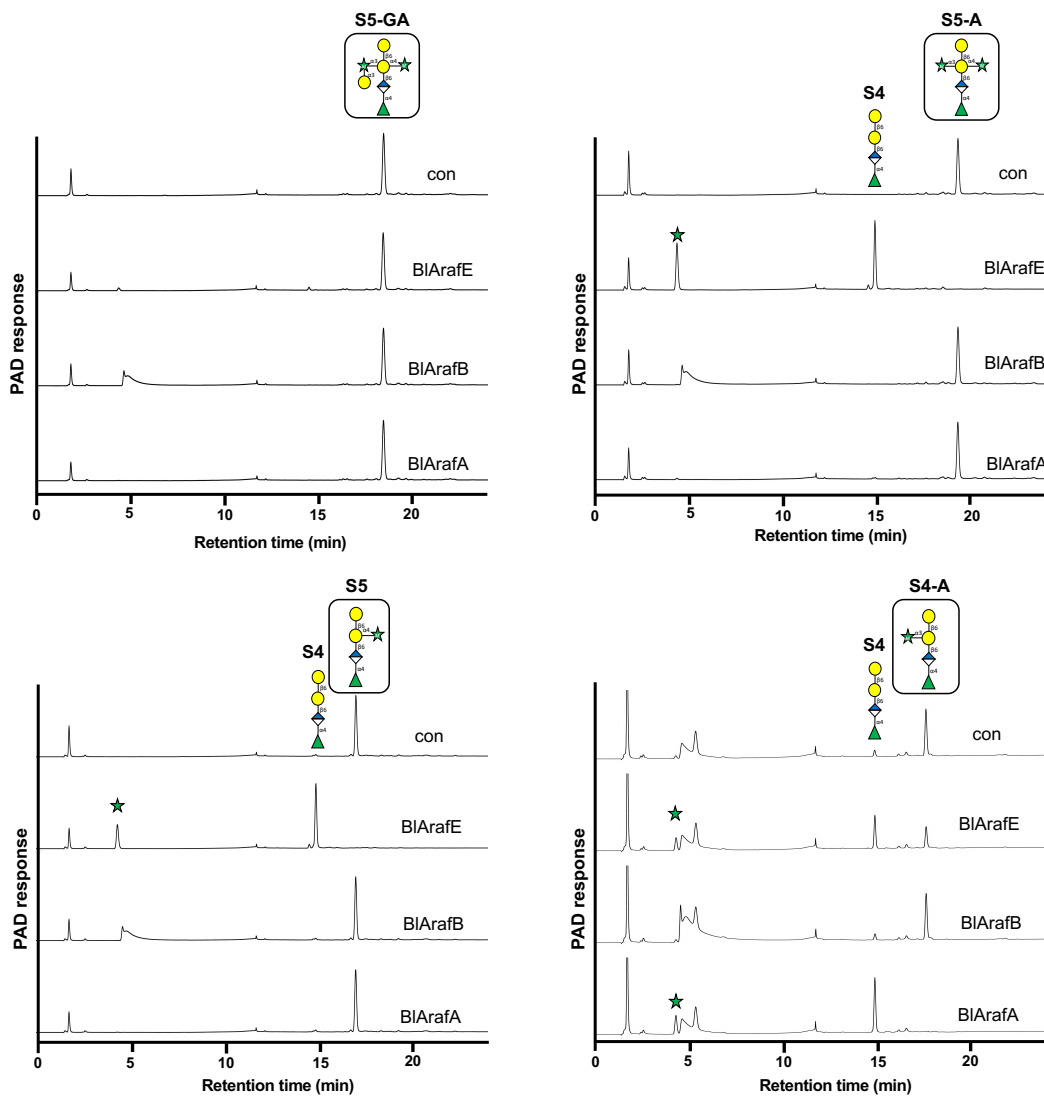 S5-GA
β6
α3 α4
α3 β6
α4
con
BlArafE
BlArafB
BlArafA
PAD response
0 5 10 15 20
Retention time (min)
S5-A
β6
α3 α4
β6
α4
S4
β6
β6
α4
con
BlArafE
BlArafB
BlArafA
PAD response
0 5 10 15 20
Retention time (min)
S5
β6
α4
β6
α4
S4
β6
β6
α4
con
BlArafE
BlArafB
BlArafA
PAD response
0 5 10 15 20
Retention time (min)
S4-A
β6
α3
β6
α4
S4
β6
β6
α4
con
BlArafE
BlArafB
BlArafA
PAD response
0 5 10 15 20
Retention time (min)